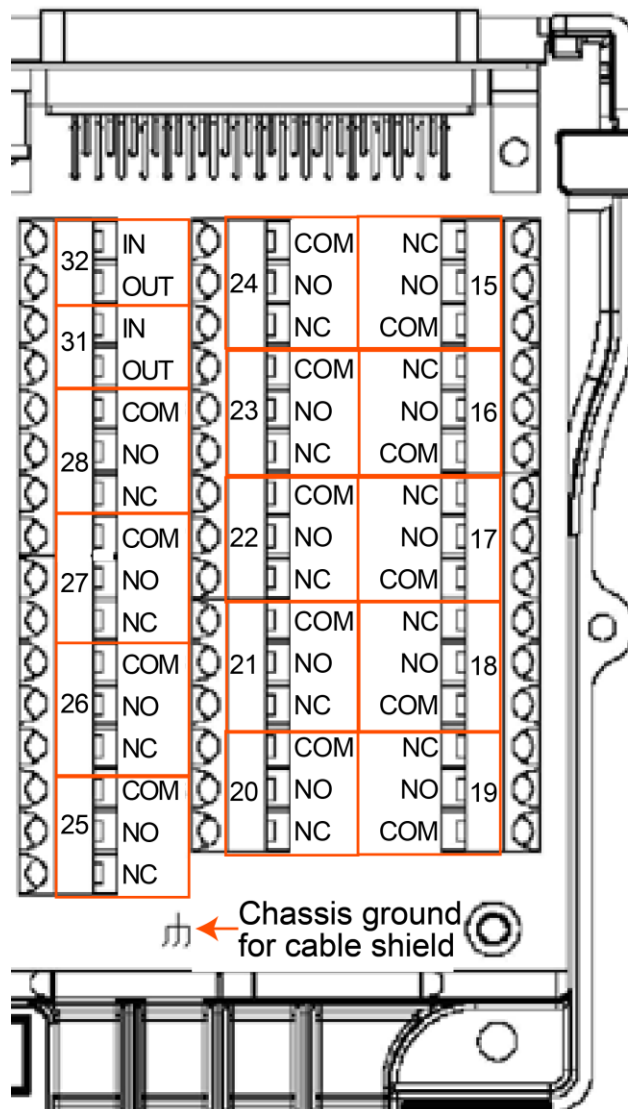 32
IN
OUT
31
IN
OUT
28
COM
NO
NC
27
COM
NO
NC
26
COM
NO
NC
25
COM
NO
NC
24
COM
NO
NC
23
COM
NO
NC
22
COM
NO
NC
21
COM
NO
NC
20
COM
NO
NC
NC
NO
15
COM
NC
NO
16
COM
NC
NO
17
COM
NC
NO
18
COM
NC
NO
19
COM
Chassis ground
for cable shield